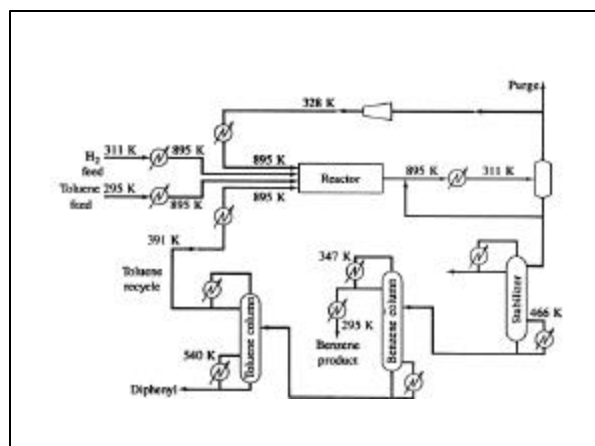 Purge
328 K
H₂ feed
311 K
895 K
895 K
Reactor
895 K
311 K
Toluene feed
295 K
895 K
895 K
391 K
Toluene recycle
347 K
295 K
Benzene product
Benzene column
Stabilizer
466 K
Toluene column
540 K
Diphenyl